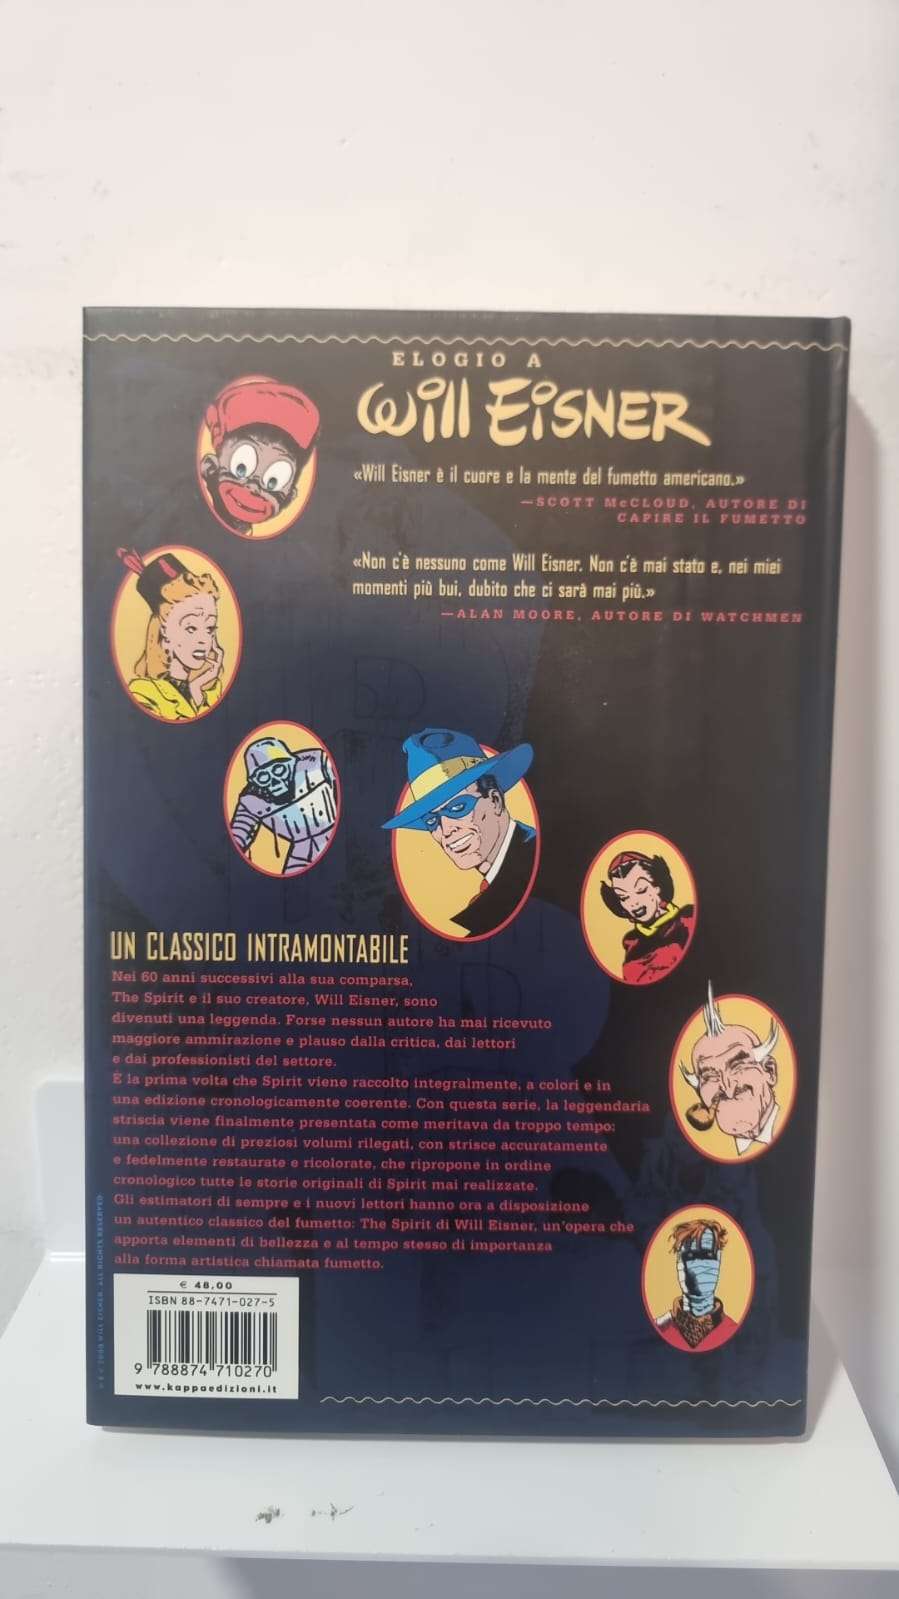 ELOGIO A
Will EISNER
«Will Eisner è il cuore e la mente del fumetto americano.»
—SCOTT McCLOUD, AUTORE DI
CAPIRE IL FUMETTO
«Non c'è nessuno come Will Eisner. Non c'è mai stato e, nei miei
momenti più bui, dubito che ci sarà mai più.»
—ALAN MOORE, AUTORE DI WATCHMEN
UN CLASSICO INTRAMONTABILE
Nei 60 anni successivi alla sua comparsa,
The Spirit e il suo creatore, Will Eisner, sono
divenuti una leggenda. Forse nessun autore ha mai ricevuto
maggiore ammirazione e plauso dalla critica, dai lettori
e dai professionisti del settore.
È la prima volta che Spirit viene raccolto integralmente, a colori e in
una edizione cronologicamente coerente. Con questa serie, la leggendaria
striscia viene finalmente presentata come meritava da troppo tempo:
una collezione di preziosi volumi rilegati, con strisce accuratamente
e fedelmente restaurate e ricolorate, che ripropone in ordine
cronologico tutte le storie originali di Spirit mai realizzate.
Gli estimatori di sempre e i nuovi lettori hanno ora a disposizione
un autentico classico del fumetto: The Spirit di Will Eisner, un'opera che
apporta elementi di bellezza e al tempo stesso di importanza
alla forma artistica chiamata fumetto.
€ 48,00
ISBN 88-7471-027-5
9 788874 710270
www.kappaedizioni.it
WILL EISNER. ALL RIGHTS RESERVED